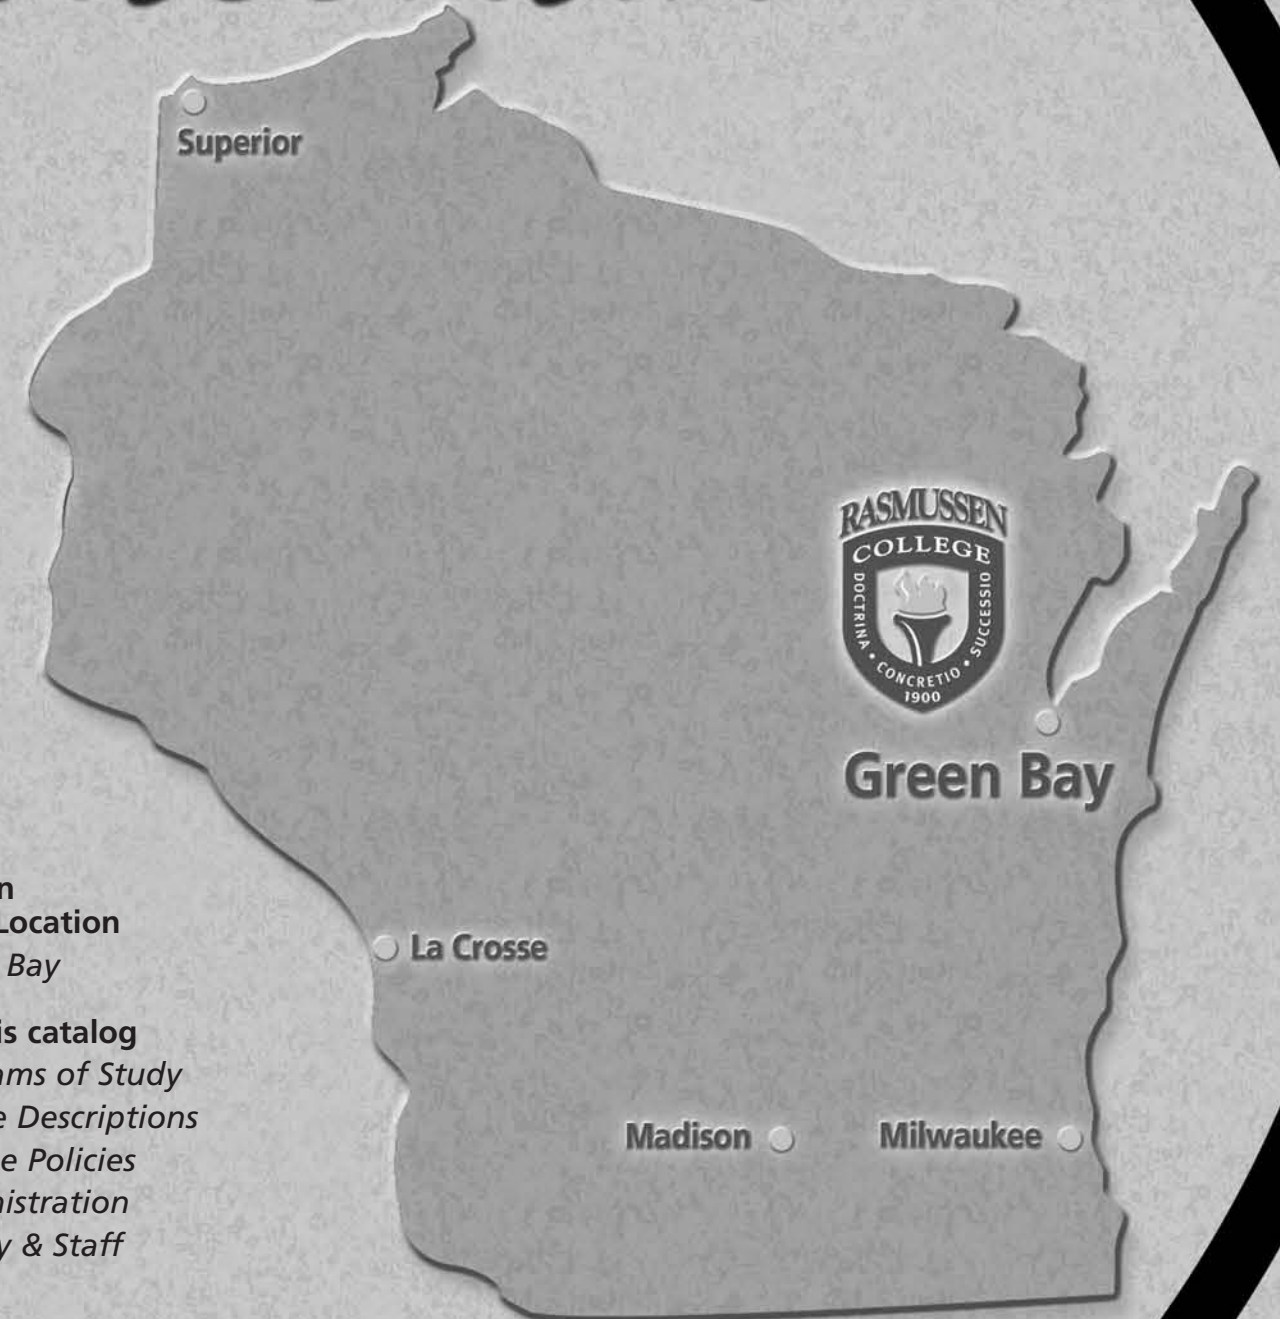 Superior
RASMUSSEN
COLLEGE
DOCTRINA • CONCRETIO • SUCCESSIO
1900
Green Bay
Location
Bay
La Crosse
is catalog
ams of Study
e Descriptions
Madison
Milwaukee
e Policies
nistration
y & Staff